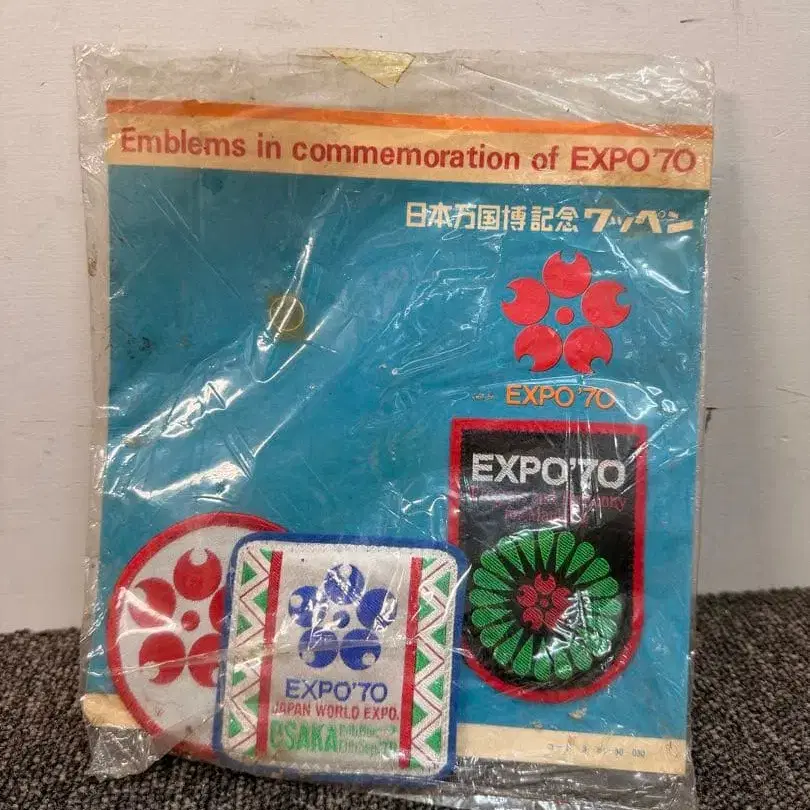 Emblems in commemoration of EXPO'70
日本万国博記念ワッペン
EXPO'70
EXPO'70
EXPO'70
JAPAN WORLD EXPO.
OSAKA